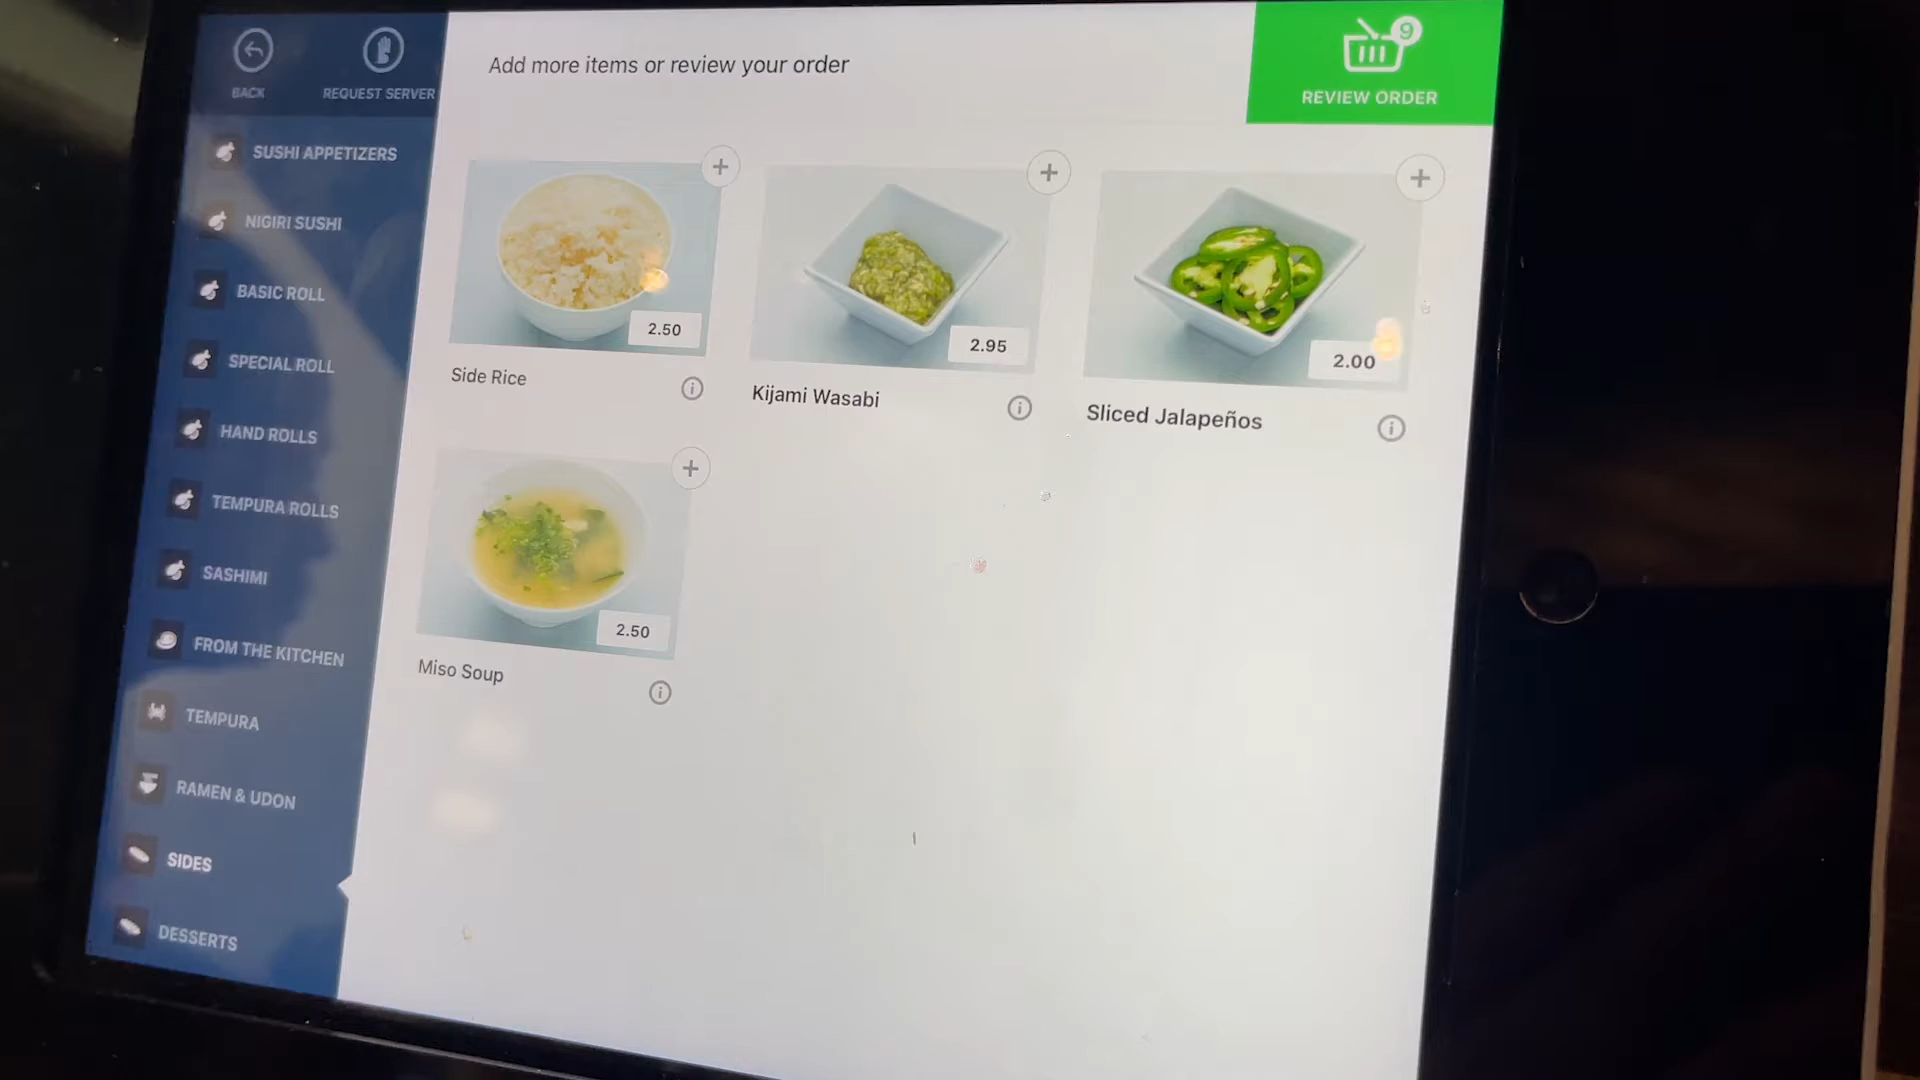 BACK
REQUEST SERVER
Add more items or review your order
9
REVIEW ORDER
SUSHI APPETIZERS
NIGIRI SUSHI
BASIC ROLL
SPECIAL ROLL
HAND ROLLS
TEMPURA ROLLS
SASHIMI
FROM THE KITCHEN
TEMPURA
RAMEN & UDON
SIDES
DESSERTS
2.50
Side Rice
2.95
Kijami Wasabi
2.00
Sliced Jalapeños
2.50
Miso Soup